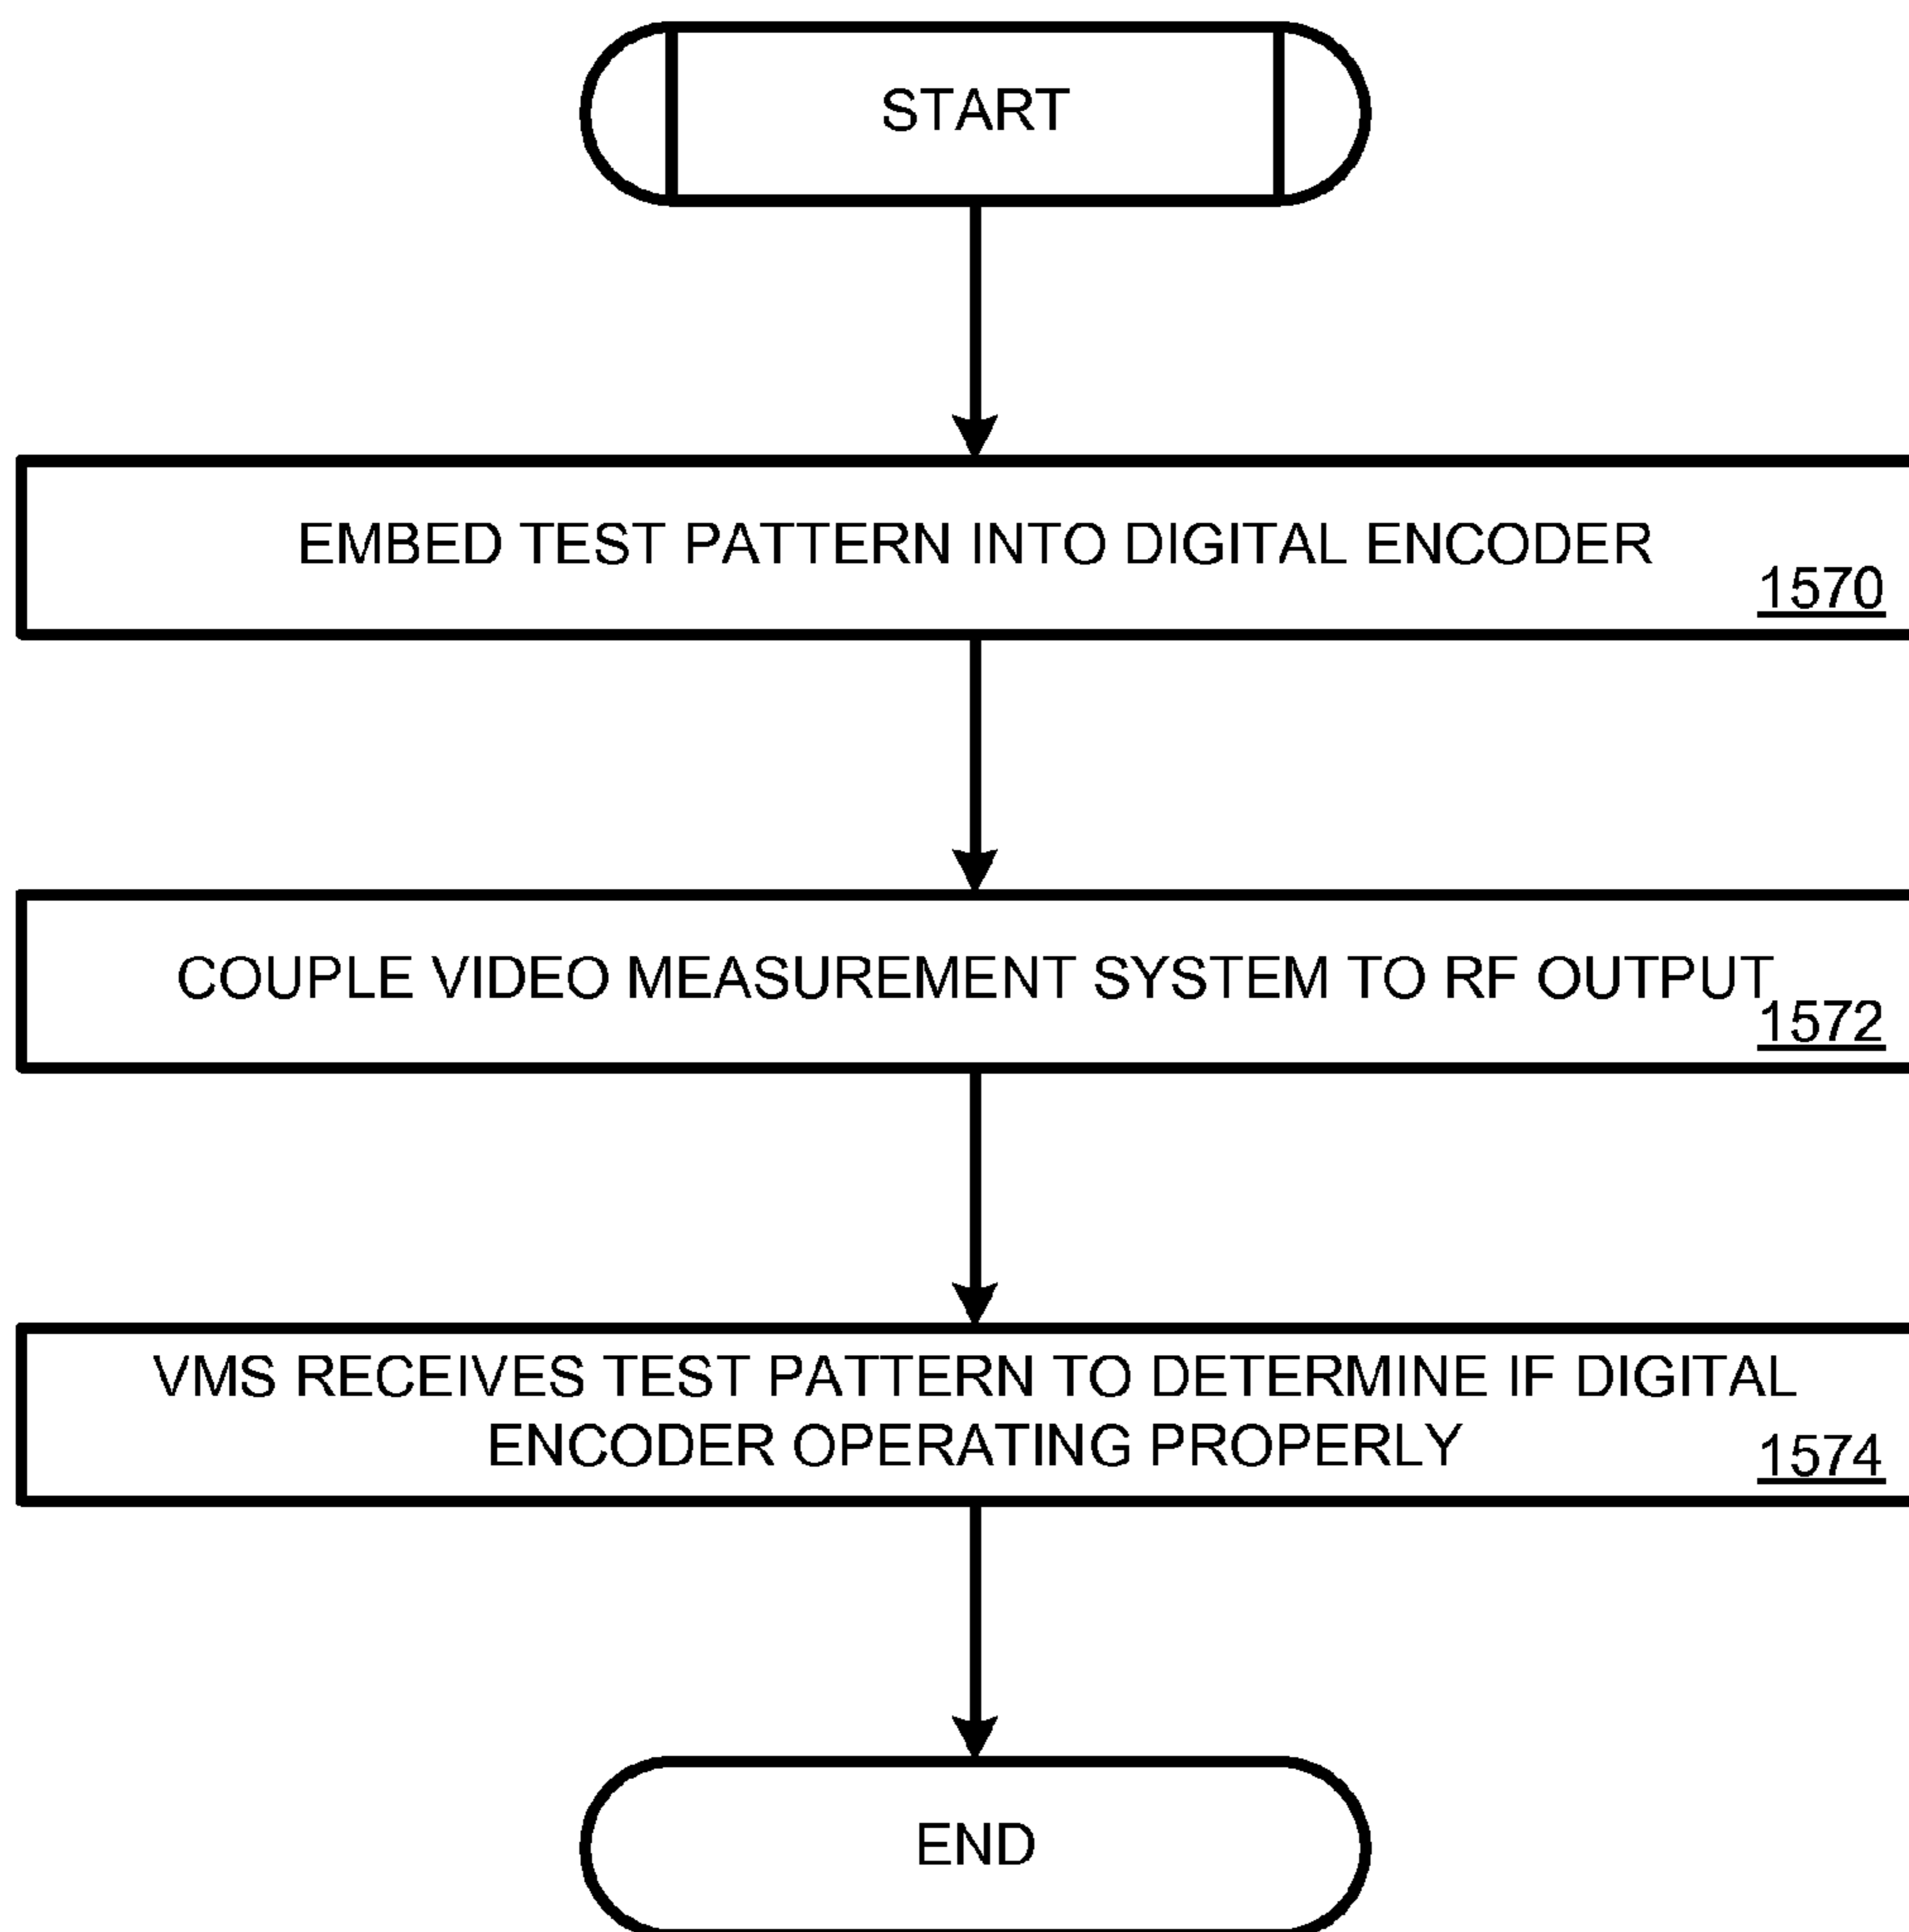 START
EMBED TEST PATTERN INTO DIGITAL ENCODER
1570
COUPLE VIDEO MEASUREMENT SYSTEM TO RF OUTPUT
1572
VMS RECEIVES TEST PATTERN TO DETERMINE IF DIGITAL
ENCODER OPERATING PROPERLY
1574
END